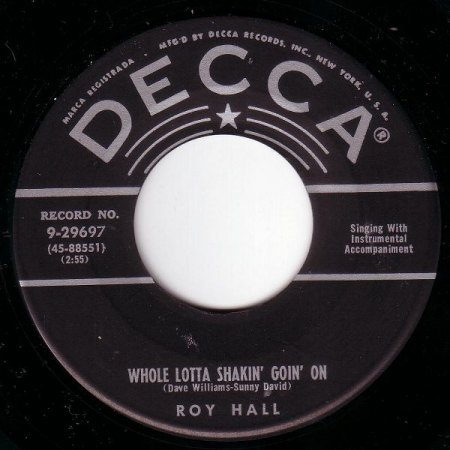 MARCA REGISTRADA • MFG'D BY DECCA RECORDS, INC., NEW YORK, U.S.A.
DECCA®
RECORD NO.
9-29697
(45-88551)
(2:55)
Singing With
Instrumental
Accompaniment
WHOLE LOTTA SHAKIN' GOIN' ON
(Dave Williams-Sunny David)
ROY HALL